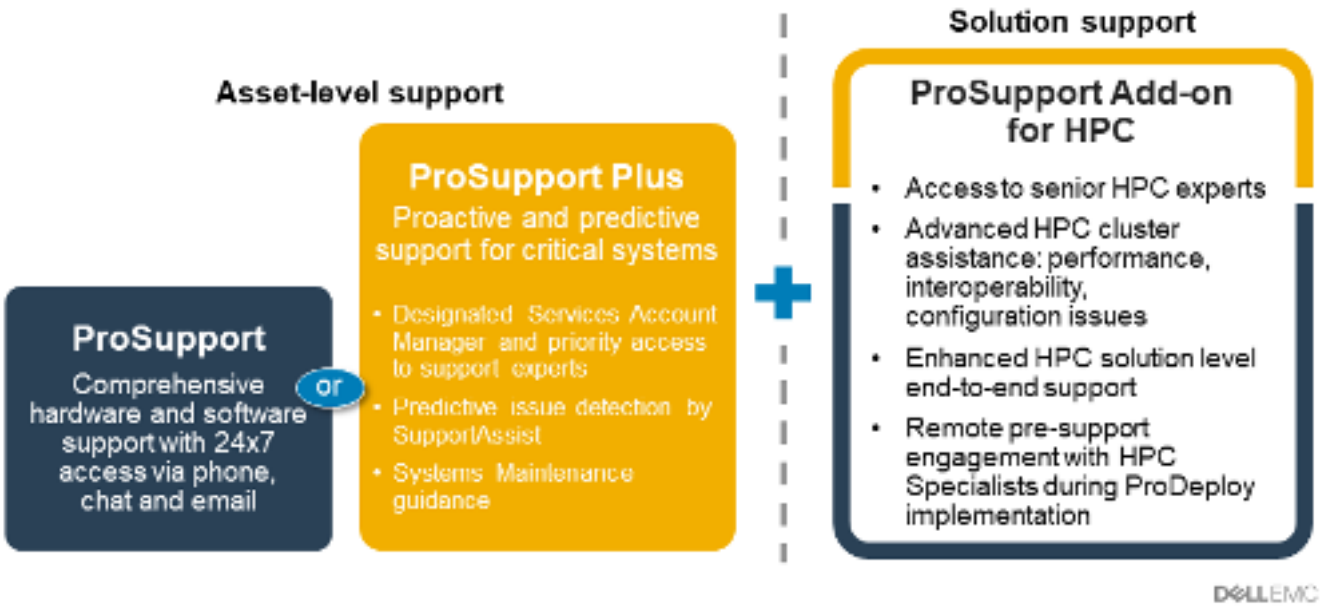 Asset-level support
ProSupport
Comprehensive
hardware and software
support with 24x7
access via phone,
chat and email
or
ProSupport Plus
Proactive and predictive
support for critical systems
• Designated Services Account
Manager and priority access
to support experts
• Predictive issue detection by
SupportAssist
• Systems Maintenance
guidance
Solution support
ProSupport Add-on
for HPC
• Access to senior HPC experts
• Advanced HPC cluster
assistance: performance,
interoperability,
configuration issues
• Enhanced HPC solution level
end-to-end support
• Remote pre-support
engagement with HPC
Specialists during ProDeploy
implementation
DELLEMC